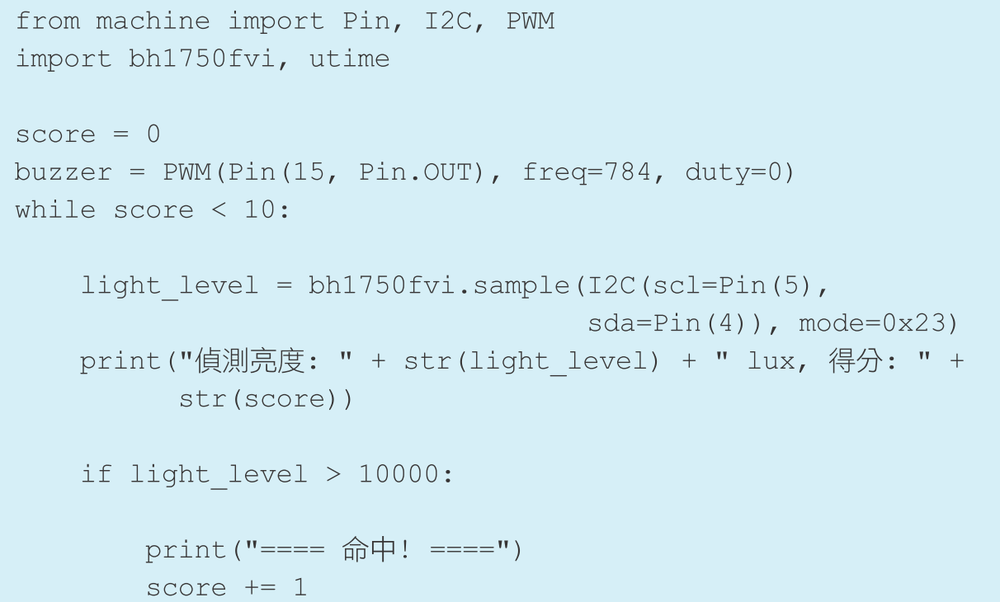 from machine import Pin, I2C, PWM
import bh1750fvi, utime

score = 0
buzzer = PWM(Pin(15, Pin.OUT), freq=784, duty=0)
while score < 10:

    light_level = bh1750fvi.sample(I2C(scl=Pin(5),
                                   sda=Pin(4)), mode=0x23)
    print("偵測亮度: " + str(light_level) + " lux, 得分: " +
          str(score))

    if light_level > 10000:

        print("==== 命中! ====")
        score += 1